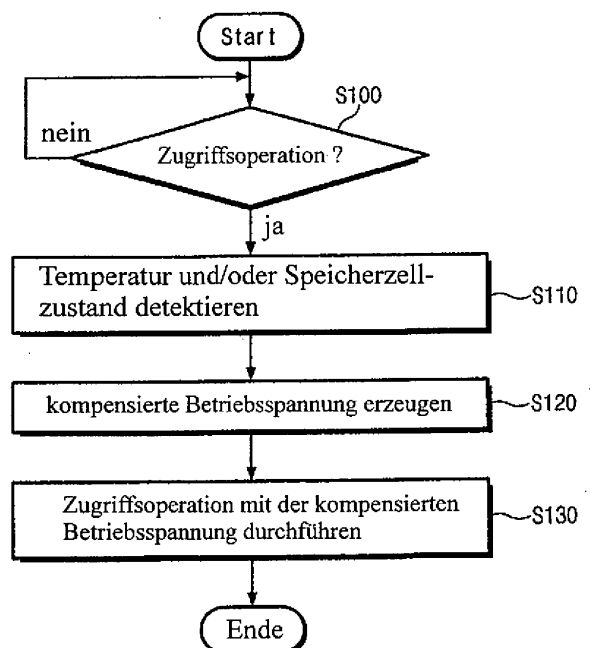 Start
S100
nein
Zugriffsoperation ?
ja
Temperatur und/oder Speicherzell-
zustand detektieren
S110
kompensierte Betriebsspannung erzeugen
S120
Zugriffsoperation mit der kompensierten
Betriebsspannung durchführen
S130
Ende